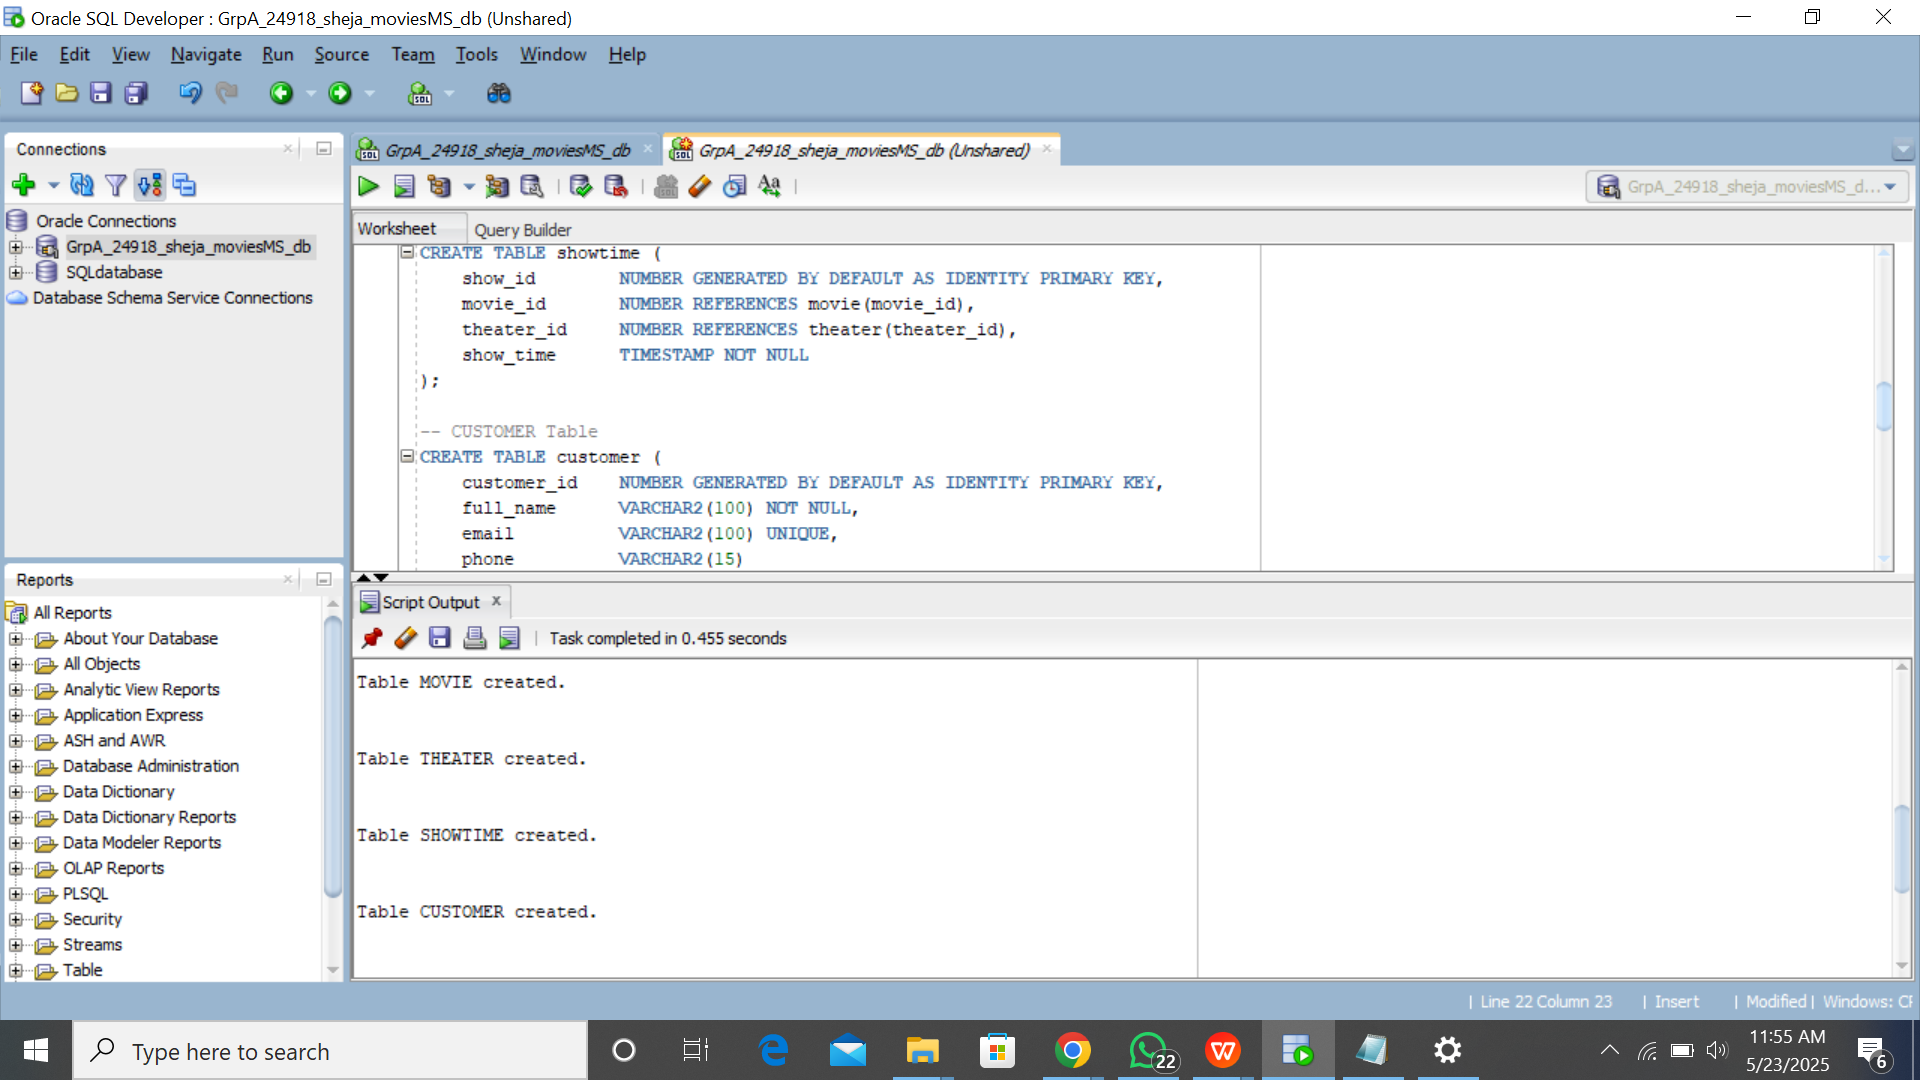 Oracle SQL Developer : GrpA_24918_sheja_moviesMS_db (Unshared)
File Edit View Navigate Run Source Team Tools Window Help
Connections
Oracle Connections
GrpA_24918_sheja_moviesMS_db
SQLdatabase
Database Schema Service Connections
Reports
All Reports
About Your Database
All Objects
Analytic View Reports
Application Express
ASH and AWR
Database Administration
Data Dictionary
Data Dictionary Reports
Data Modeler Reports
OLAP Reports
PLSQL
Security
Streams
Table
GrpA_24918_sheja_moviesMS_db GrpA_24918_sheja_moviesMS_db (Unshared)
GrpA_24918_sheja_moviesMS_d...
Worksheet Query Builder
CREATE TABLE showtime (
show_id NUMBER GENERATED BY DEFAULT AS IDENTITY PRIMARY KEY,
movie_id NUMBER REFERENCES movie(movie_id),
theater_id NUMBER REFERENCES theater(theater_id),
show_time TIMESTAMP NOT NULL
);
-- CUSTOMER Table
CREATE TABLE customer (
customer_id NUMBER GENERATED BY DEFAULT AS IDENTITY PRIMARY KEY,
full_name VARCHAR2(100) NOT NULL,
email VARCHAR2(100) UNIQUE,
phone VARCHAR2(15)
Script Output
Task completed in 0.455 seconds
Table MOVIE created.
Table THEATER created.
Table SHOWTIME created.
Table CUSTOMER created.
| Line 22 Column 23 | Insert | Modified | Windows: CF
Type here to search
22
11:55 AM
5/23/2025
6